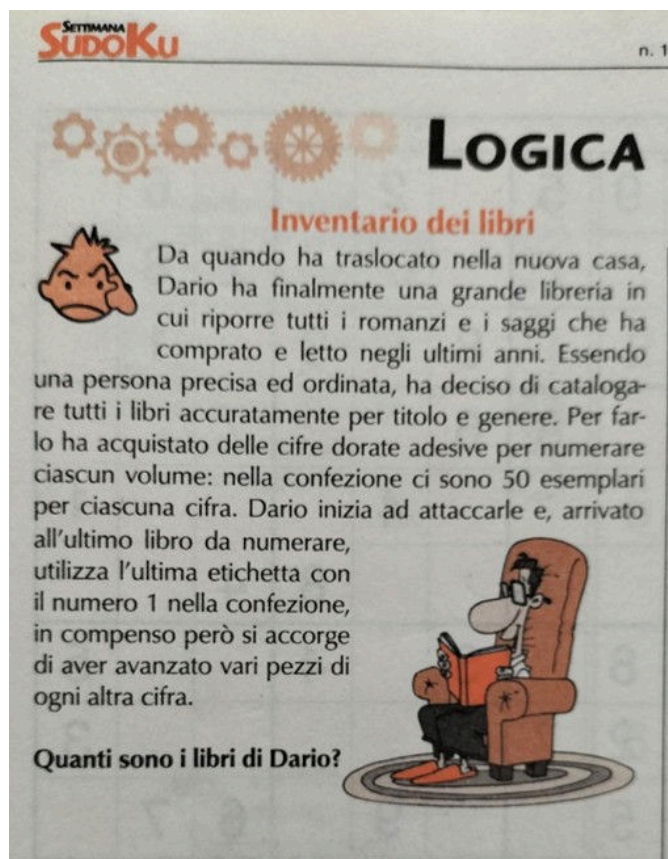 SETTIMANA
SUDOKU
n. 1
LOGICA
Inventario dei libri
Da quando ha traslocato nella nuova casa,
Dario ha finalmente una grande libreria in
cui riporre tutti i romanzi e i saggi che ha
comprato e letto negli ultimi anni. Essendo
una persona precisa ed ordinata, ha deciso di cataloga-
re tutti i libri accuratamente per titolo e genere. Per far-
lo ha acquistato delle cifre dorate adesive per numerare
ciascun volume: nella confezione ci sono 50 esemplari
per ciascuna cifra. Dario inizia ad attaccarle e, arrivato
all'ultimo libro da numerare,
utilizza l'ultima etichetta con
il numero 1 nella confezione,
in compenso però si accorge
di aver avanzato vari pezzi di
ogni altra cifra.
Quanti sono i libri di Dario?